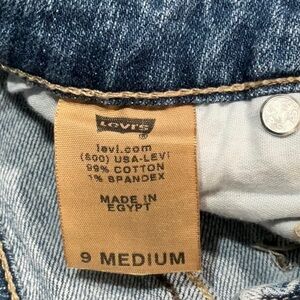 Levi's
levi.com
(800) USA-LEVI
99% COTTON
1% SPANDEX
MADE IN
EGYPT
9 MEDIUM